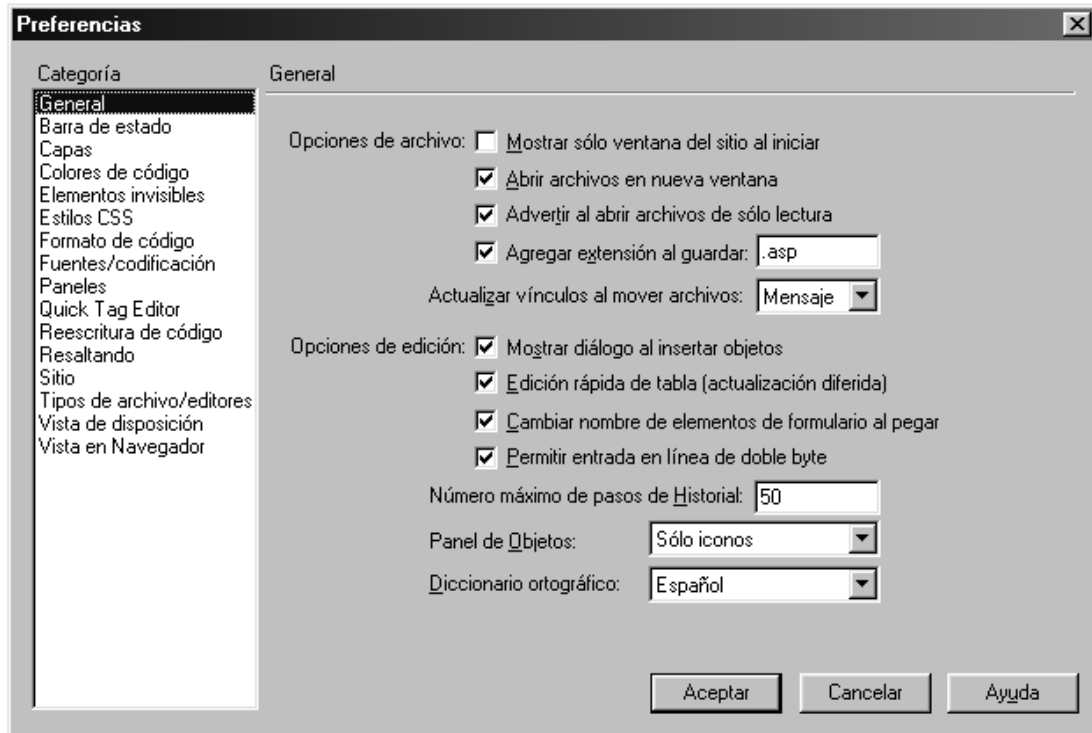 Preferencias
Categoría
General
Barra de estado
Capas
Colores de código
Elementos invisibles
Estilos CSS
Formato de código
Fuentes/codificación
Paneles
Quick Tag Editor
Reescritura de código
Resaltando
Sitio
Tipos de archivo/editores
Vista de disposición
Vista en Navegador
General
Opciones de archivo: Mostrar sólo ventana del sitio al iniciar
Abrir archivos en nueva ventana
Advertir al abrir archivos de sólo lectura
Agregar extensión al guardar: .asp
Actualizar vínculos al mover archivos: Mensaje
Opciones de edición: Mostrar diálogo al insertar objetos
Edición rápida de tabla (actualización diferida)
Cambiar nombre de elementos de formulario al pegar
Permitir entrada en línea de doble byte
Número máximo de pasos de Historial: 50
Panel de Objetos: Sólo iconos
Diccionario ortográfico: Español
Aceptar Cancelar Ayuda